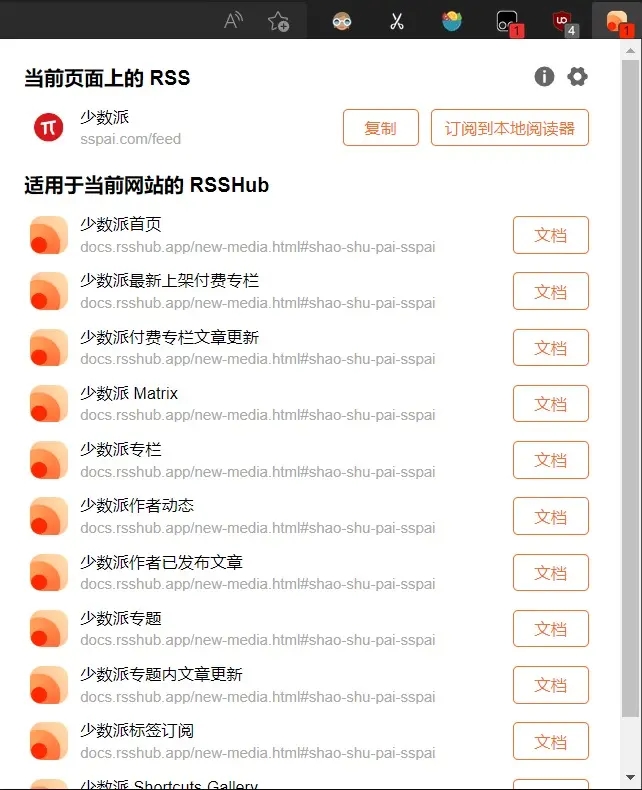 1
4
1
当前页面上的 RSS
少数派
sspai.com/feed
复制
订阅到本地阅读器
适用于当前网站的 RSSHub
少数派首页
docs.rsshub.app/new-media.html#shao-shu-pai-sspai
文档
少数派最新上架付费专栏
docs.rsshub.app/new-media.html#shao-shu-pai-sspai
文档
少数派付费专栏文章更新
docs.rsshub.app/new-media.html#shao-shu-pai-sspai
文档
少数派 Matrix
docs.rsshub.app/new-media.html#shao-shu-pai-sspai
文档
少数派专栏
docs.rsshub.app/new-media.html#shao-shu-pai-sspai
文档
少数派作者动态
docs.rsshub.app/new-media.html#shao-shu-pai-sspai
文档
少数派作者已发布文章
docs.rsshub.app/new-media.html#shao-shu-pai-sspai
文档
少数派专题
docs.rsshub.app/new-media.html#shao-shu-pai-sspai
文档
少数派专题内文章更新
docs.rsshub.app/new-media.html#shao-shu-pai-sspai
文档
少数派标签订阅
docs.rsshub.app/new-media.html#shao-shu-pai-sspai
文档
少数派 Shortcuts Gallery